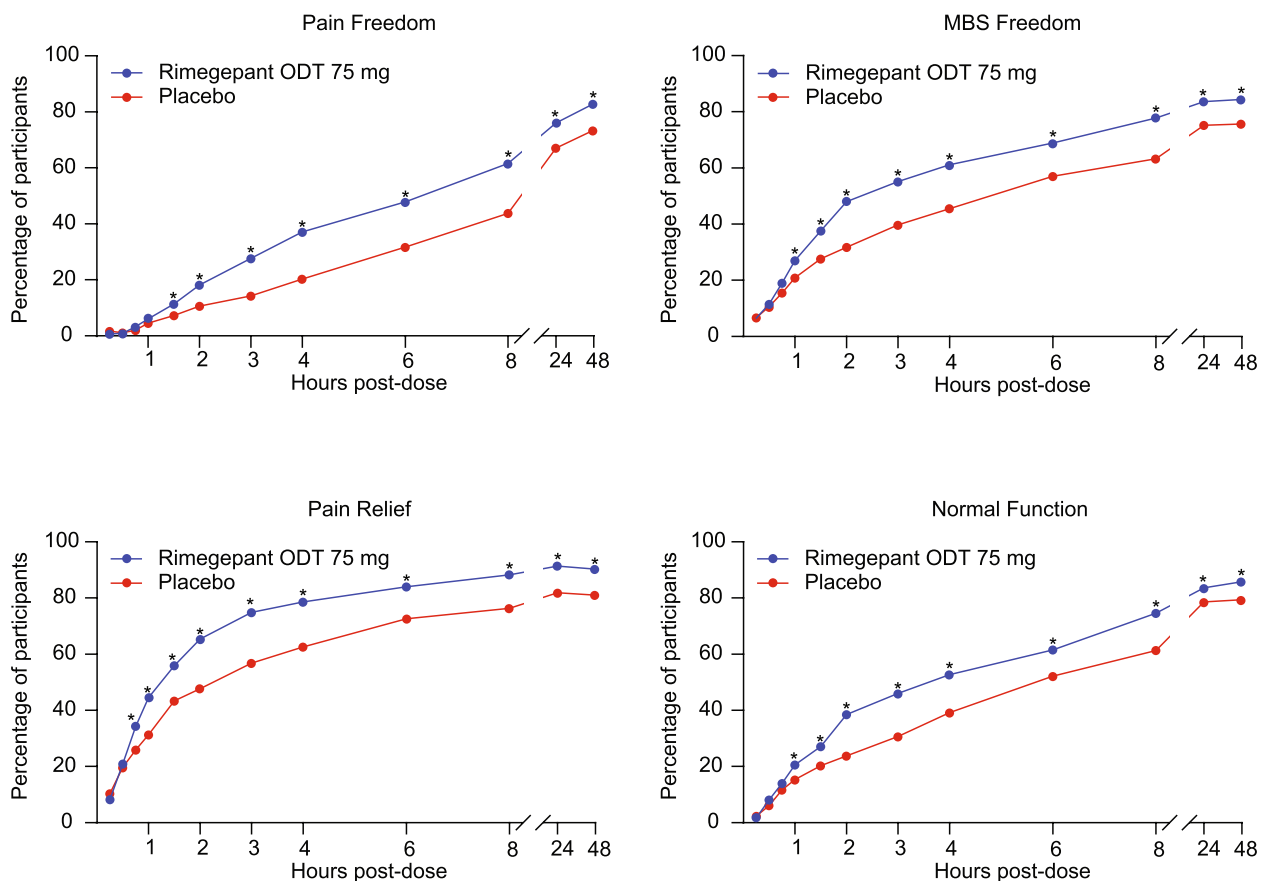 Pain Freedom
Percentage of participants
100
80
60
40
20
0
Rimegepant ODT 75 mg
Placebo
* * * * * * * * *
1 2 3 4 6 8 24 48
Hours post-dose
MBS Freedom
Percentage of participants
100
80
60
40
20
0
Rimegepant ODT 75 mg
Placebo
* * * * * * * * *
1 2 3 4 6 8 24 48
Hours post-dose
Pain Relief
Percentage of participants
100
80
60
40
20
0
Rimegepant ODT 75 mg
Placebo
* * * * * * * * * *
1 2 3 4 6 8 24 48
Hours post-dose
Normal Function
Percentage of participants
100
80
60
40
20
0
Rimegepant ODT 75 mg
Placebo
* * * * * * * * *
1 2 3 4 6 8 24 48
Hours post-dose